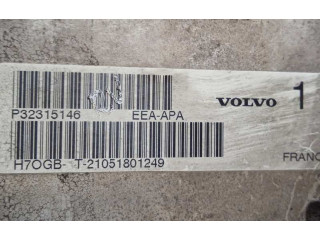 P32315146 EEA-APA VOLVO 1
H7OGB- T-21051801249 FRANC